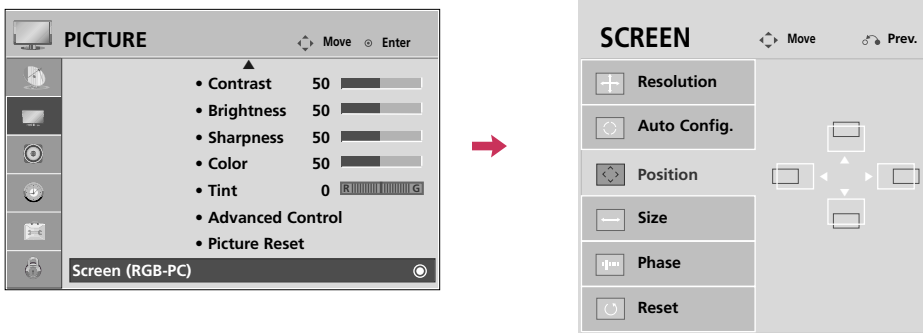 PICTURE
Move Enter
• Contrast 50
• Brightness 50
• Sharpness 50
• Color 50
• Tint 0 R G
• Advanced Control
• Picture Reset
Screen (RGB-PC)
SCREEN
Move Prev.
Resolution
Auto Config.
Position
Size
Phase
Reset